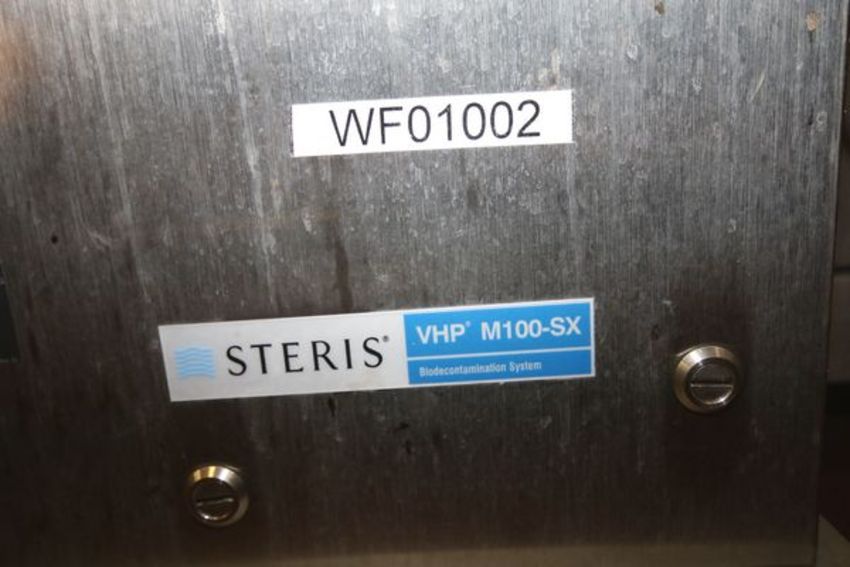 WF01002
STERIS® VHP® M100-SX
Biodecontamination System